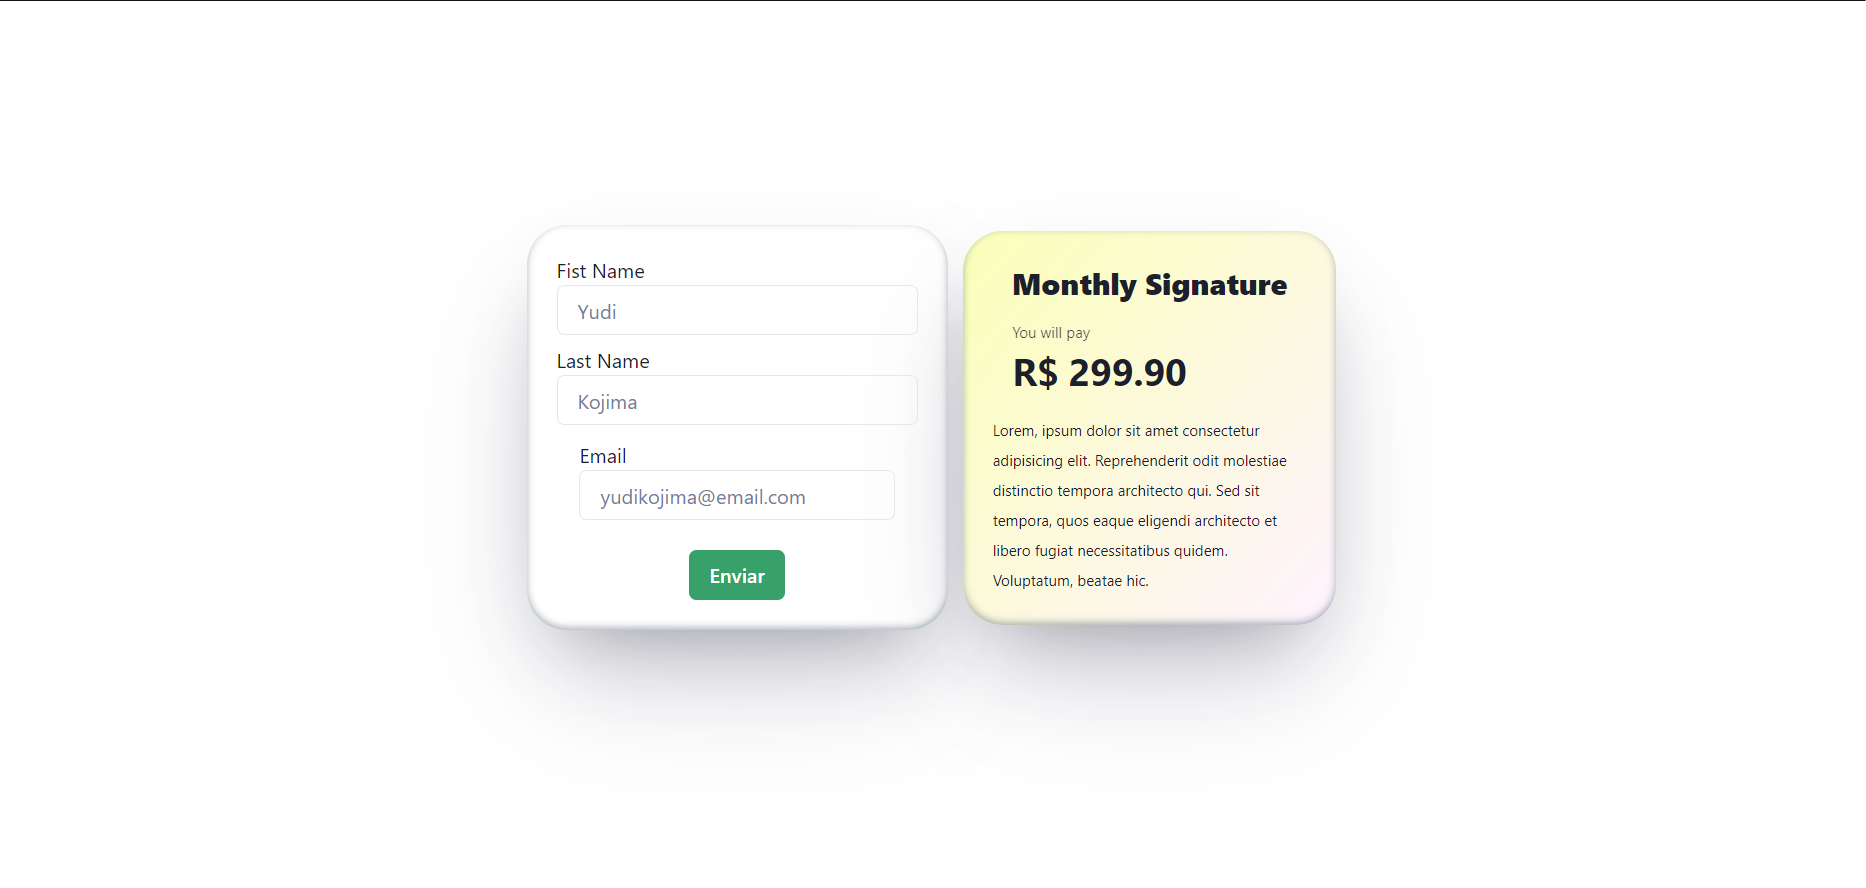 Fist Name
Yudi
Last Name
Kojima
Email
yudikojima@email.com
Enviar
Monthly Signature
You will pay
R$ 299.90
Lorem, ipsum dolor sit amet consectetur
adipisicing elit. Reprehenderit odit molestiae
distinctio tempora architecto qui. Sed sit
tempora, quos eaque eligendi architecto et
libero fugiat necessitatibus quidem.
Voluptatum, beatae hic.